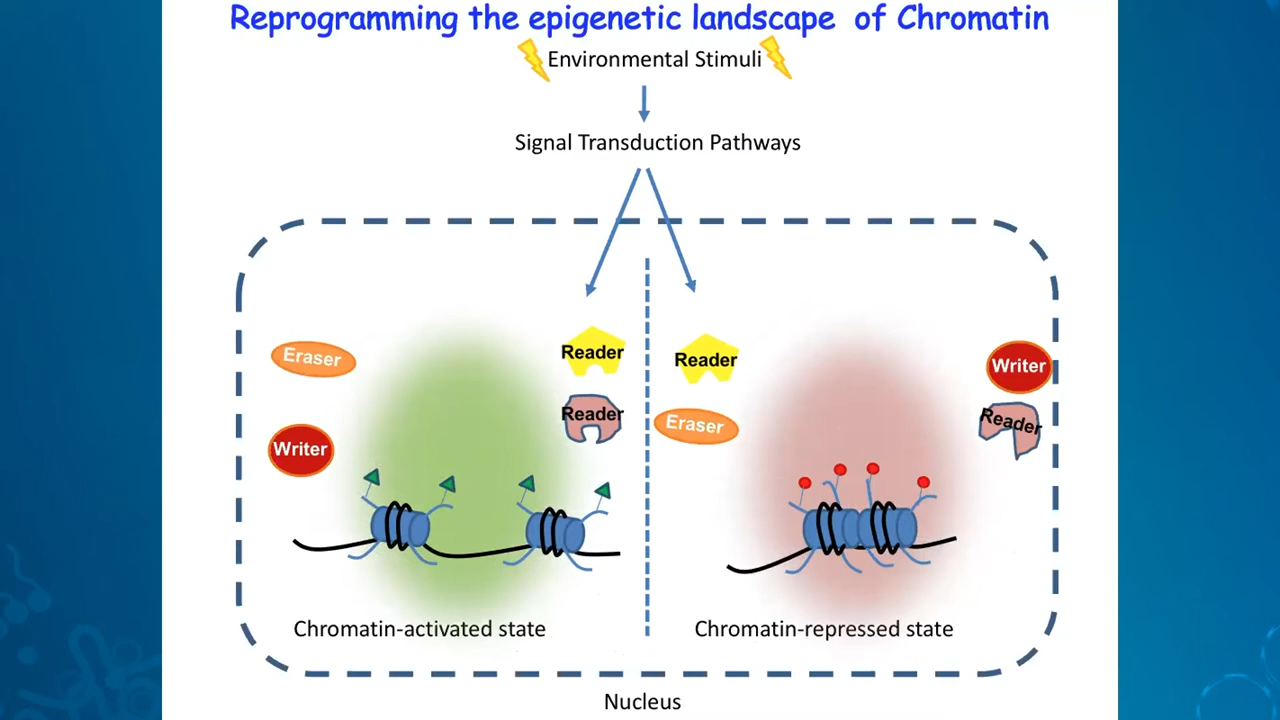 Reprogramming the epigenetic landscape of Chromatin
Environmental Stimuli
Signal Transduction Pathways
Eraser
Writer
Reader
Reader
Chromatin-activated state
Reader
Eraser
Writer
Reader
Chromatin-repressed state
Nucleus